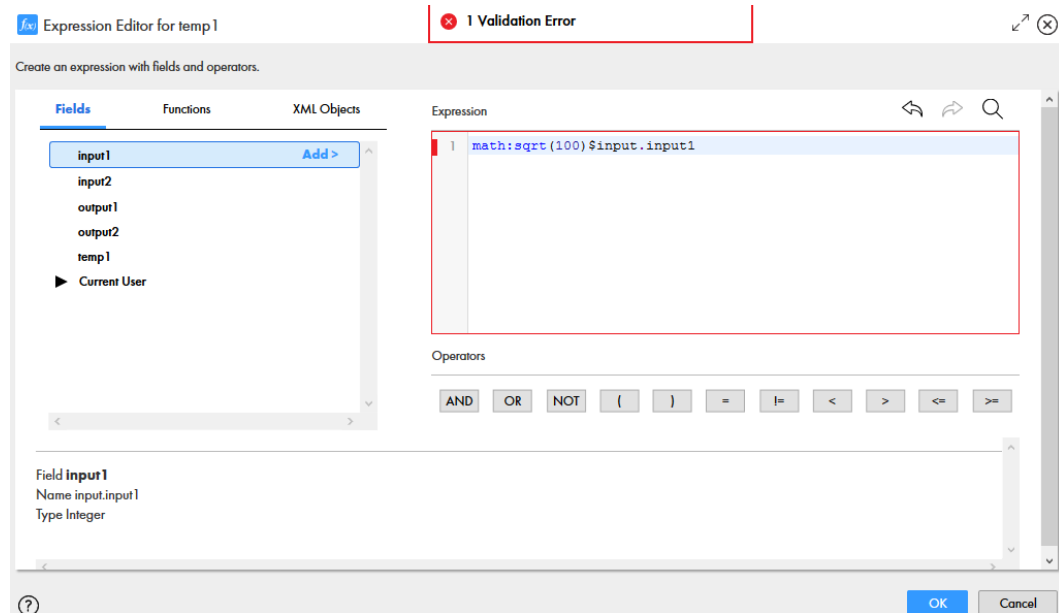 f(x) Expression Editor for temp1
1 Validation Error
Create an expression with fields and operators.
Fields Functions XML Objects
Expression
input1 Add >
input2
output1
output2
temp1
Current User
1 math:sqrt(100)$input.input1
Operators
AND OR NOT ( ) = != < > <= >=
Field input1
Name input.input1
Type Integer
?
OK Cancel